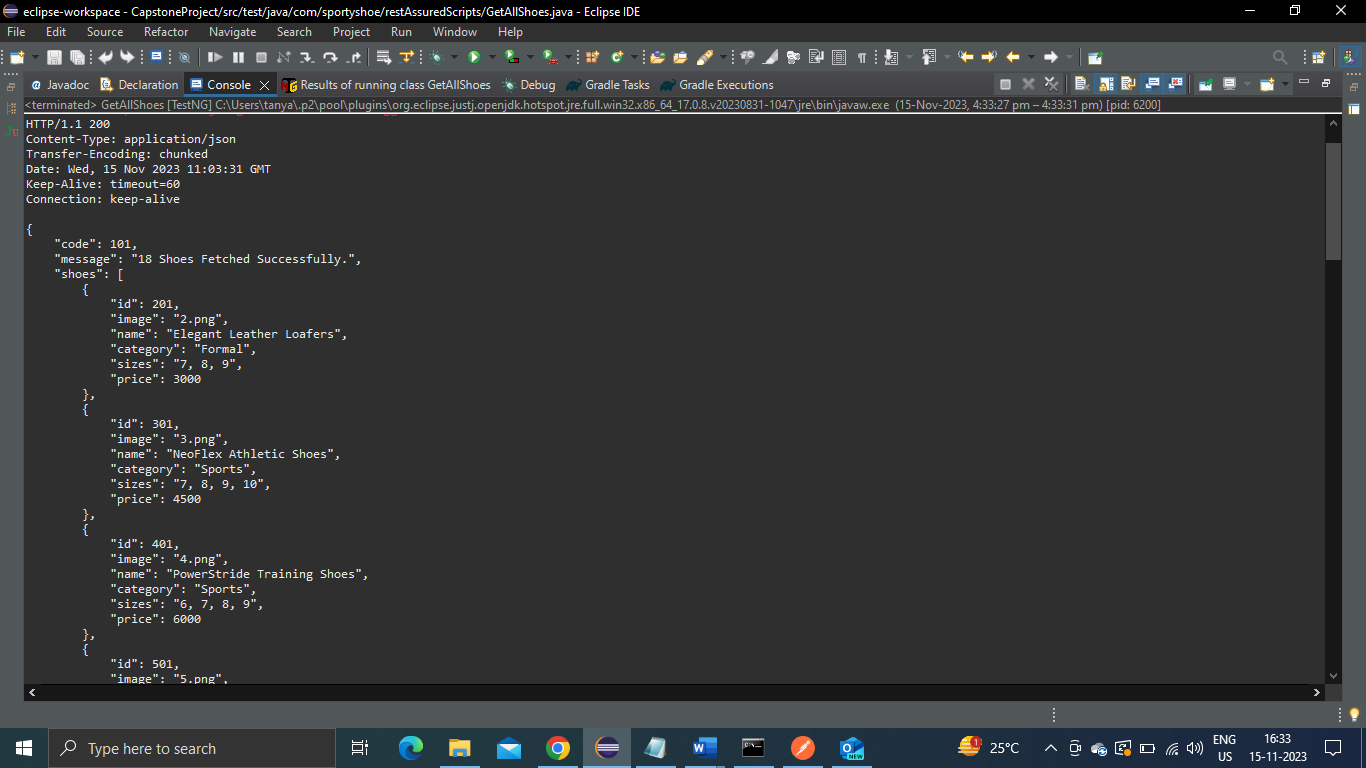 eclipse-workspace - CapstoneProject/src/test/java/com/sportyshoe/restAssuredScripts/GetAllShoes.java - Eclipse IDE
File Edit Source Refactor Navigate Search Project Run Window Help
Javadoc Declaration Console Results of running class GetAllShoes Debug Gradle Tasks Gradle Executions
<terminated> GetAllShoes [TestNG] C:\Users\tanya\.p2\pool\plugins\org.eclipse.justj.openjdk.hotspot.jre.full.win32.x86_64_17.0.8.v20230831-1047\jre\bin\javaw.exe (15-Nov-2023, 4:33:27 pm – 4:33:31 pm) [pid: 6200]
HTTP/1.1 200
Content-Type: application/json
Transfer-Encoding: chunked
Date: Wed, 15 Nov 2023 11:03:31 GMT
Keep-Alive: timeout=60
Connection: keep-alive
{
"code": 101,
"message": "18 Shoes Fetched Successfully.",
"shoes": [
{
"id": 201,
"image": "2.png",
"name": "Elegant Leather Loafers",
"category": "Formal",
"sizes": "7, 8, 9",
"price": 3000
},
{
"id": 301,
"image": "3.png",
"name": "NeoFlex Athletic Shoes",
"category": "Sports",
"sizes": "7, 8, 9, 10",
"price": 4500
},
{
"id": 401,
"image": "4.png",
"name": "PowerStride Training Shoes",
"category": "Sports",
"sizes": "6, 7, 8, 9",
"price": 6000
},
{
"id": 501,
"image": "5.png",
Type here to search
1
25°C
ENG
US
16:33
15-11-2023